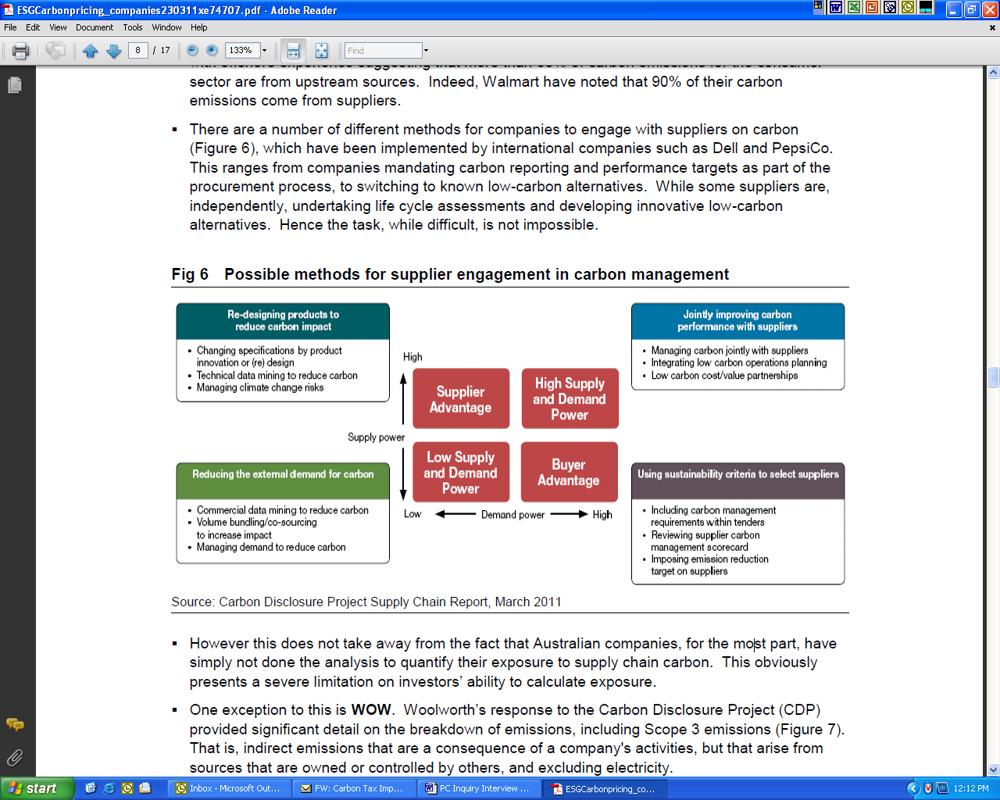 ESGCarbonpricing_companies230311xe74707.pdf - Adobe Reader
File Edit View Document Tools Window Help
8 / 17 133% Find
sector are from upstream sources. Indeed, Walmart have noted that 90% of their carbon
emissions come from suppliers.
▪ There are a number of different methods for companies to engage with suppliers on carbon
(Figure 6), which have been implemented by international companies such as Dell and PepsiCo.
This ranges from companies mandating carbon reporting and performance targets as part of the
procurement process, to switching to known low-carbon alternatives. While some suppliers are,
independently, undertaking life cycle assessments and developing innovative low-carbon
alternatives. Hence the task, while difficult, is not impossible.
Fig 6 Possible methods for supplier engagement in carbon management
Re-designing products to
reduce carbon impact
• Changing specifications by product
innovation or (re) design
• Technical data mining to reduce carbon
• Managing climate change risks
Jointly improving carbon
performance with suppliers
• Managing carbon jointly with suppliers
• Integrating low carbon operations planning
• Low carbon cost/value partnerships
High
Supplier
Advantage
High Supply
and Demand
Power
Supply power
Low Supply
and Demand
Power
Buyer
Advantage
Low Demand power High
Reducing the external demand for carbon
• Commercial data mining to reduce carbon
• Volume bundling/co-sourcing
to increase impact
• Managing demand to reduce carbon
Using sustainability criteria to select suppliers
• Including carbon management
requirements within tenders
• Reviewing supplier carbon
management scorecard
• Imposing emission reduction
target on suppliers
Source: Carbon Disclosure Project Supply Chain Report, March 2011
▪ However this does not take away from the fact that Australian companies, for the most part, have
simply not done the analysis to quantify their exposure to supply chain carbon. This obviously
presents a severe limitation on investors' ability to calculate exposure.
▪ One exception to this is WOW. Woolworth's response to the Carbon Disclosure Project (CDP)
provided significant detail on the breakdown of emissions, including Scope 3 emissions (Figure 7).
That is, indirect emissions that are a consequence of a company's activities, but that arise from
sources that are owned or controlled by others, and excluding electricity.
start Inbox - Microsoft Out... FW: Carbon Tax Imp... PC Inquiry Interview ... ESGCarbonpricing_co... 12:12 PM